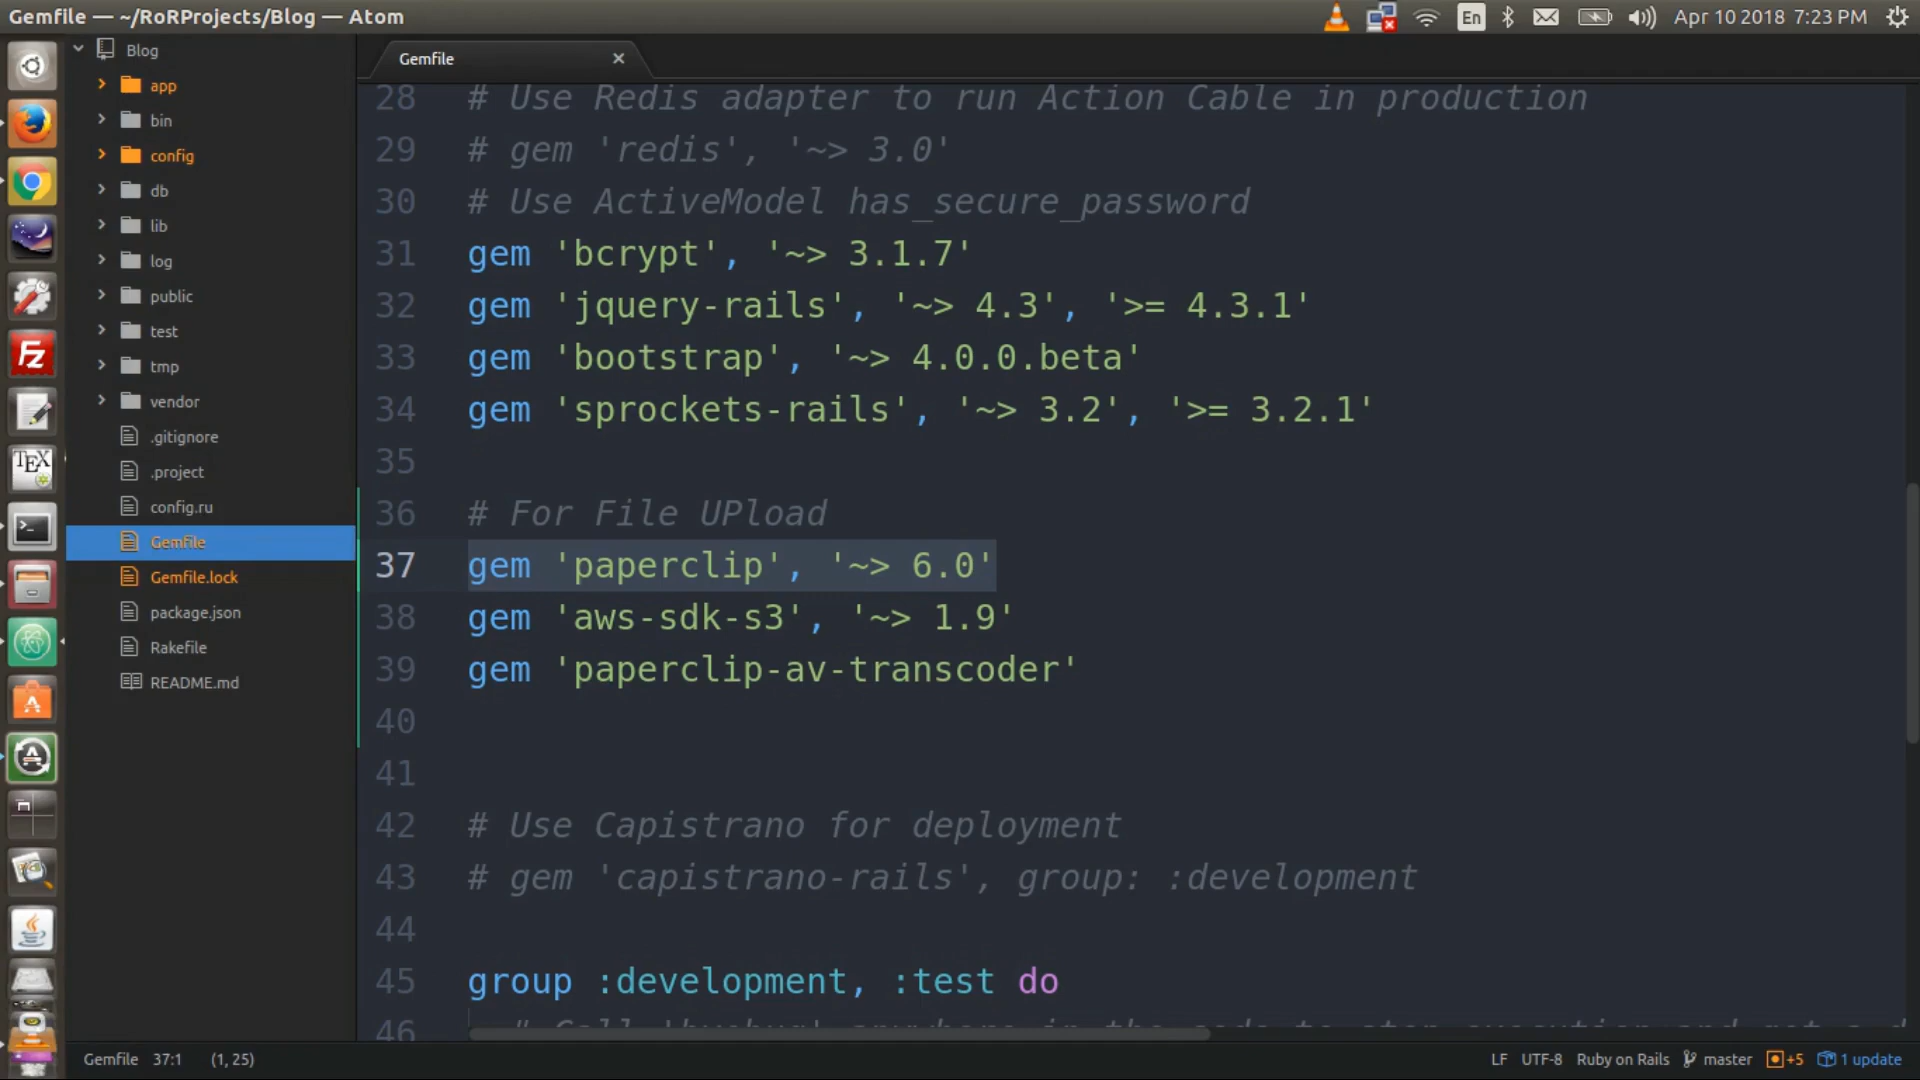 Gemfile — ~/RoRProjects/Blog — Atom
En
Apr 10 2018 7:23 PM
Blog
app
bin
config
db
lib
log
public
test
tmp
vendor
.gitignore
.project
config.ru
Gemfile
Gemfile.lock
package.json
Rakefile
README.md
Fz
TEX
Gemfile
28 # Use Redis adapter to run Action Cable in production
29 # gem 'redis', '~> 3.0'
30 # Use ActiveModel has_secure_password
31 gem 'bcrypt', '~> 3.1.7'
32 gem 'jquery-rails', '~> 4.3', '>= 4.3.1'
33 gem 'bootstrap', '~> 4.0.0.beta'
34 gem 'sprockets-rails', '~> 3.2', '>= 3.2.1'
35
36 # For File UPload
37 gem 'paperclip', '~> 6.0'
38 gem 'aws-sdk-s3', '~> 1.9'
39 gem 'paperclip-av-transcoder'
40
41
42 # Use Capistrano for deployment
43 # gem 'capistrano-rails', group: :development
44
45 group :development, :test do
46
Gemfile 37:1 (1, 25)
LF UTF-8 Ruby on Rails master +5 1 update